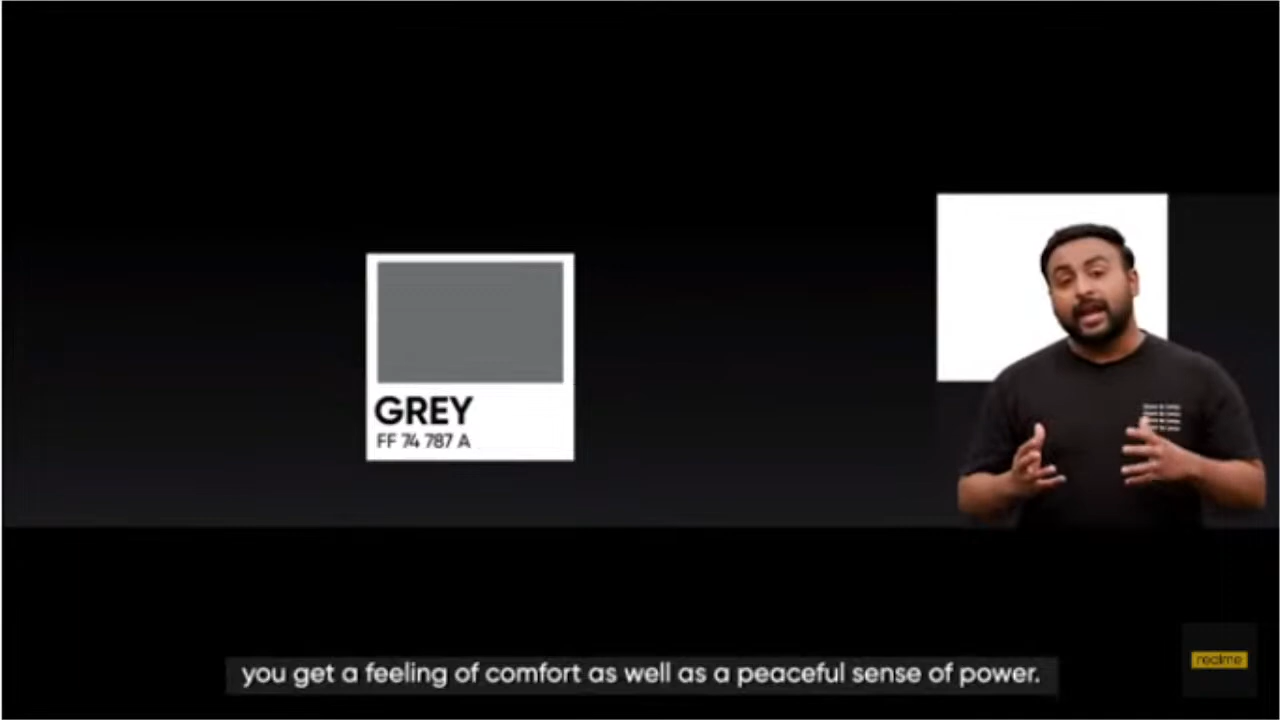 GREY
FF 74 787 A
you get a feeling of comfort as well as a peaceful sense of power.
realme